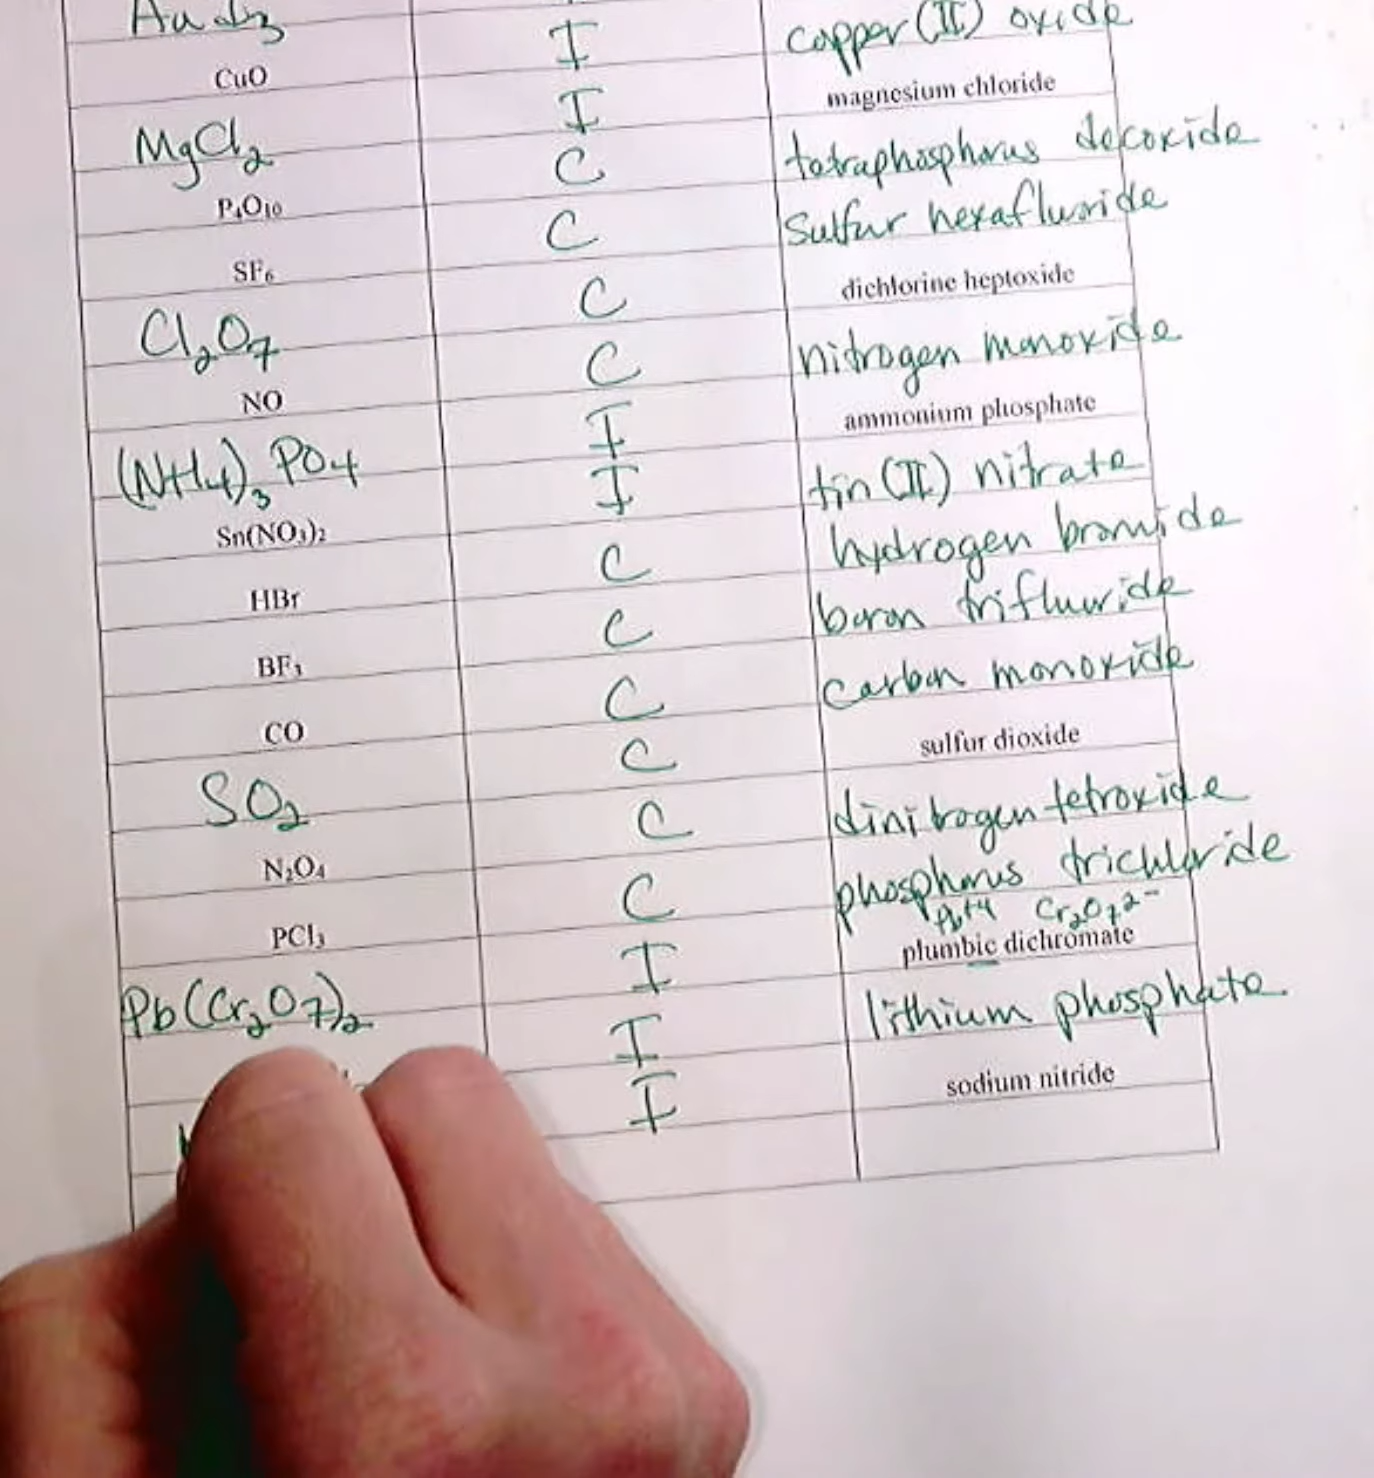 I copper (II) oxide
CuO I magnesium chloride
MgCl₂ C tetraphosphorus decoxide
P₄O₁₀ C sulfur hexafluoride
SF₆ C dichlorine heptoxide
Cl₂O₇ C nitrogen monoxide
NO I ammonium phosphate
(NH₄)₃PO₄ I tin (II) nitrate
Sn(NO₃)₂ C hydrogen bromide
HBr C boron trifluoride
BF₃ C carbon monoxide
CO C sulfur dioxide
SO₂ C dinitrogen tetroxide
N₂O₄ C phosphorus trichloride
Pb+4 Cr₂O₇2-
PCl₃ I plumbic dichromate
Pb(Cr₂O₇)₂ I lithium phosphate
I sodium nitride